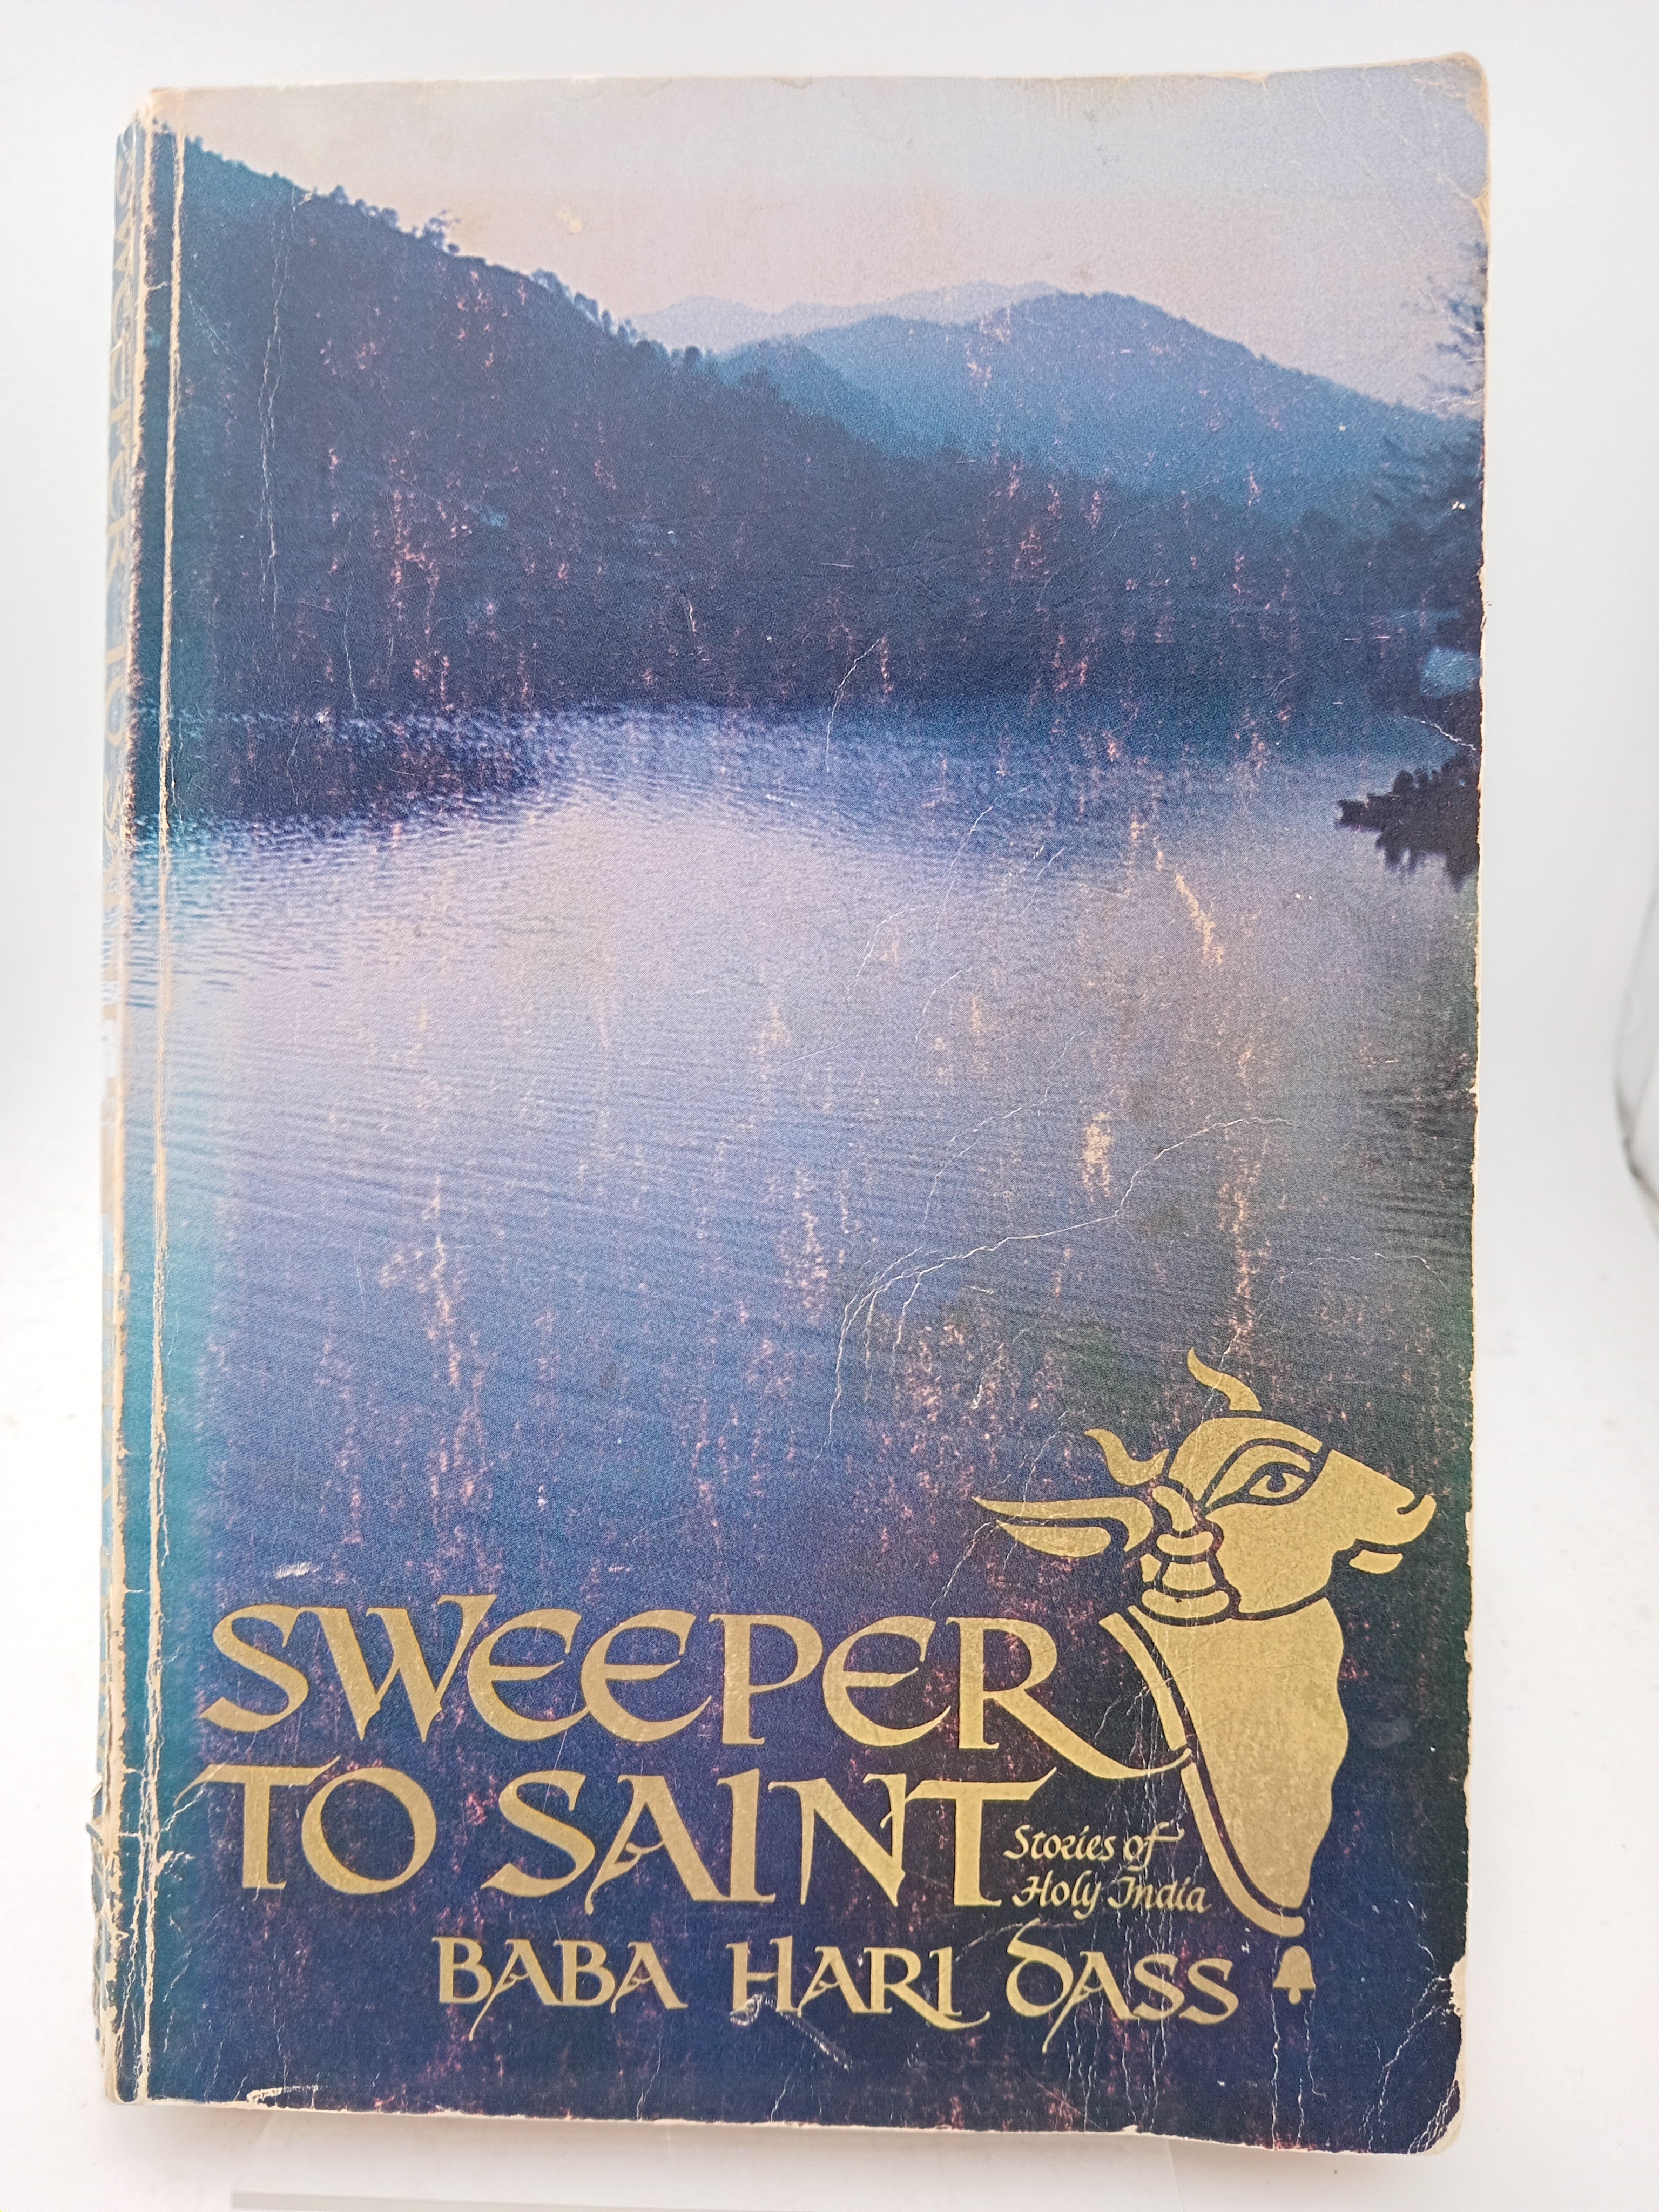 SWEEPER
TO SAINT
Stories of
Holy India
BABA HARI DASS